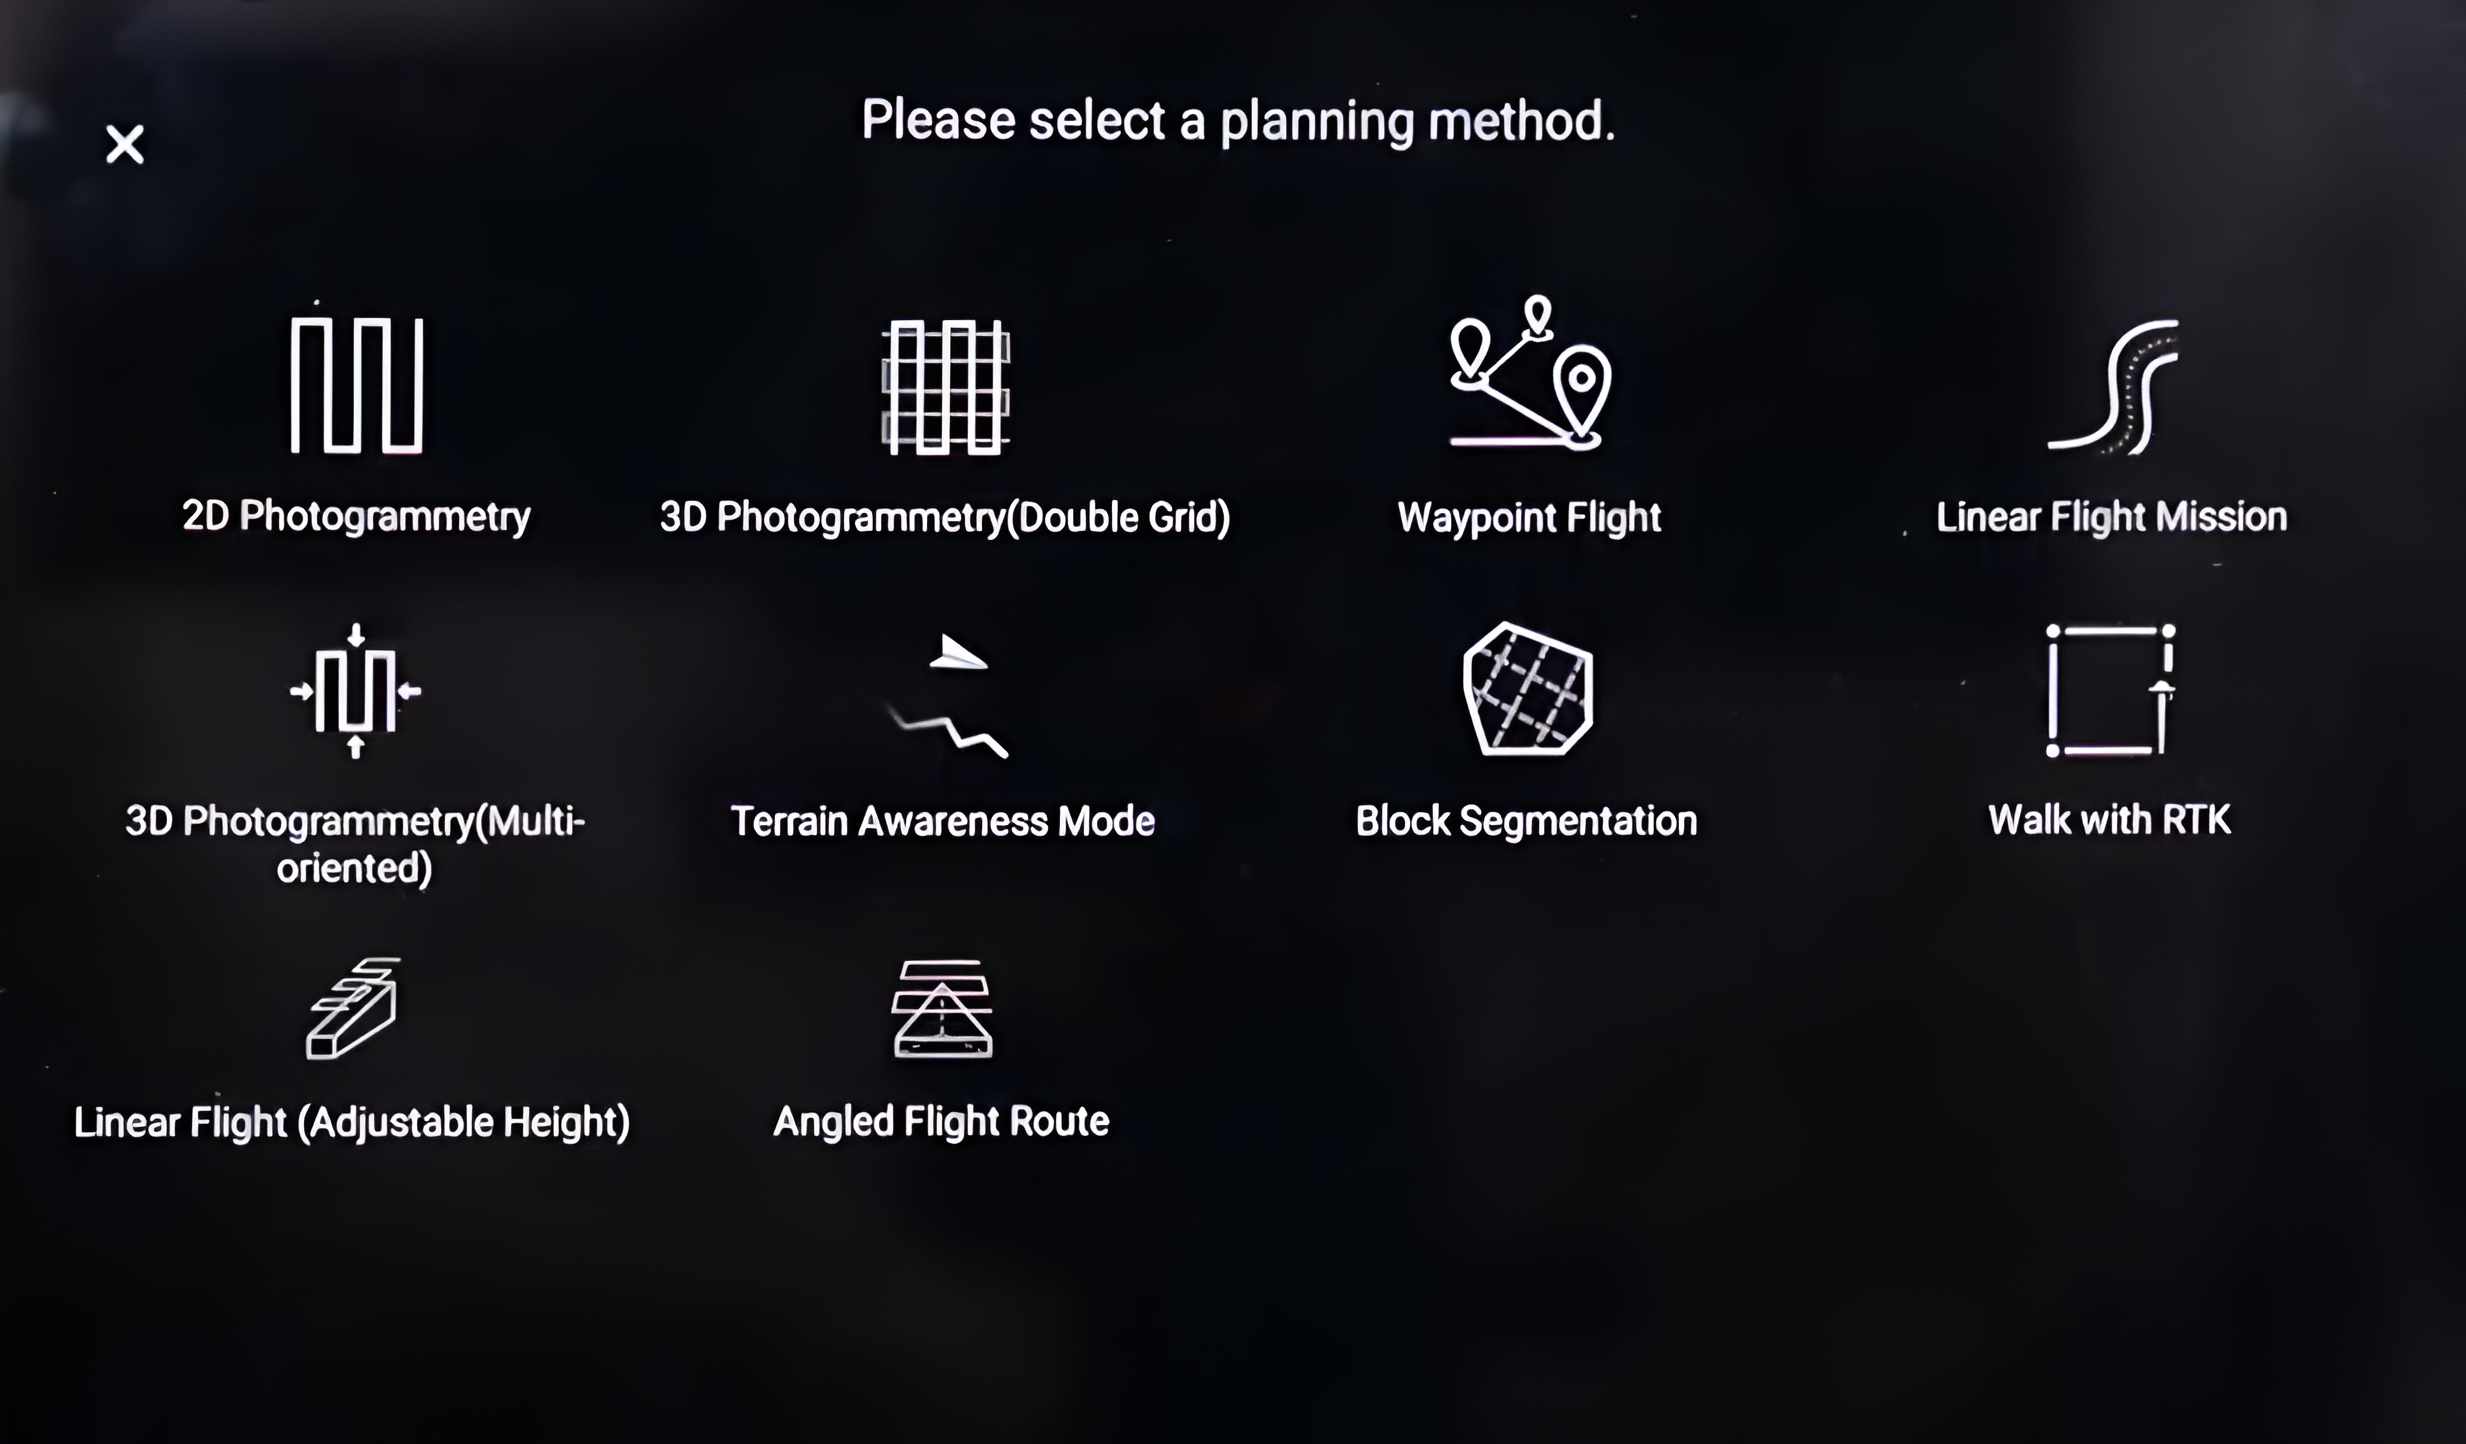 Please select a planning method.
2D Photogrammetry
3D Photogrammetry(Double Grid)
Waypoint Flight
Linear Flight Mission
3D Photogrammetry(Multi-
oriented)
Terrain Awareness Mode
Block Segmentation
Walk with RTK
Linear Flight (Adjustable Height)
Angled Flight Route